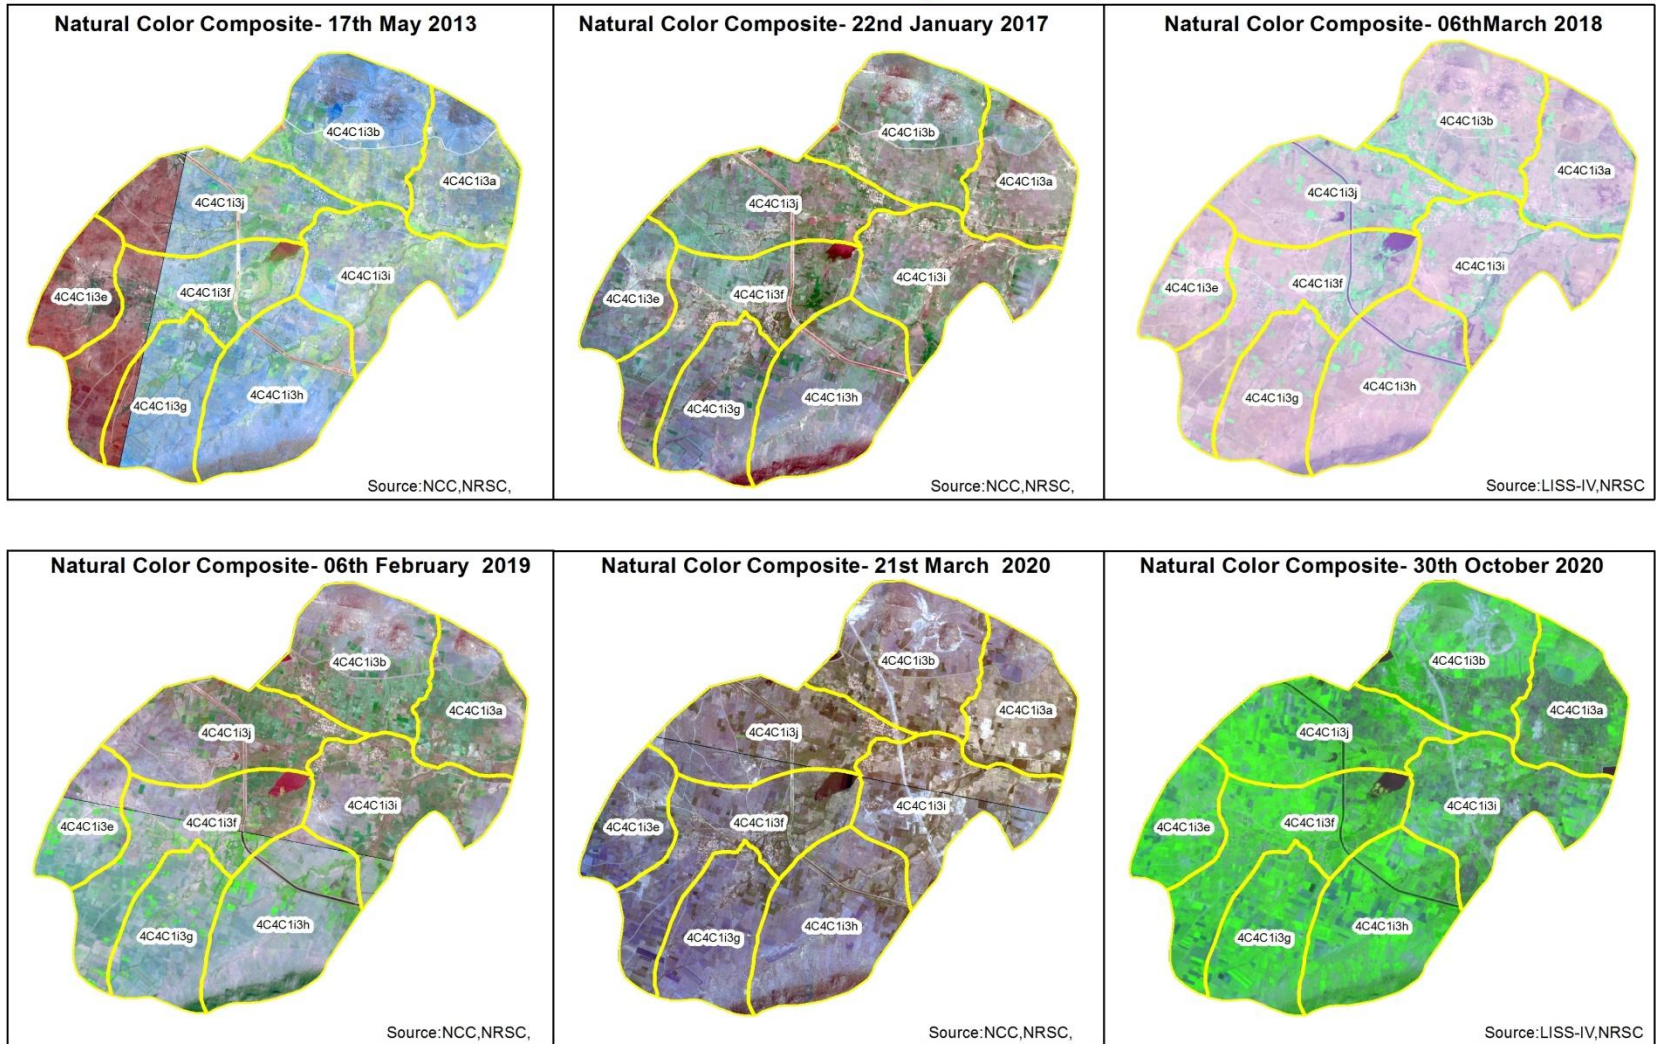 Natural Color Composite- 17th May 2013
4C4C1i3b
4C4C1i3a
4C4C1i3j
4C4C1i3i
4C4C1i3e
4C4C1i3f
4C4C1i3h
4C4C1i3g
Source:NCC,NRSC,
Natural Color Composite- 22nd January 2017
4C4C1i3b
4C4C1i3a
4C4C1i3j
4C4C1i3i
4C4C1i3e
4C4C1i3f
4C4C1i3h
4C4C1i3g
Source:NCC,NRSC,
Natural Color Composite- 06thMarch 2018
4C4C1i3b
4C4C1i3a
4C4C1i3j
4C4C1i3i
4C4C1i3f
4C4C1i3e
4C4C1i3h
4C4C1i3g
Source:LISS-IV,NRSC
Natural Color Composite- 06th February 2019
4C4C1i3b
4C4C1i3a
4C4C1i3j
4C4C1i3i
4C4C1i3f
4C4C1i3e
4C4C1i3h
4C4C1i3g
Source:NCC,NRSC,
Natural Color Composite- 21st March 2020
4C4C1i3b
4C4C1i3a
4C4C1i3j
4C4C1i3i
4C4C1i3f
4C4C1i3e
4C4C1i3h
4C4C1i3g
Source:NCC,NRSC,
Natural Color Composite- 30th October 2020
4C4C1i3b
4C4C1i3a
4C4C1i3j
4C4C1i3i
4C4C1i3f
4C4C1i3e
4C4C1i3h
4C4C1i3g
Source:LISS-IV,NRSC